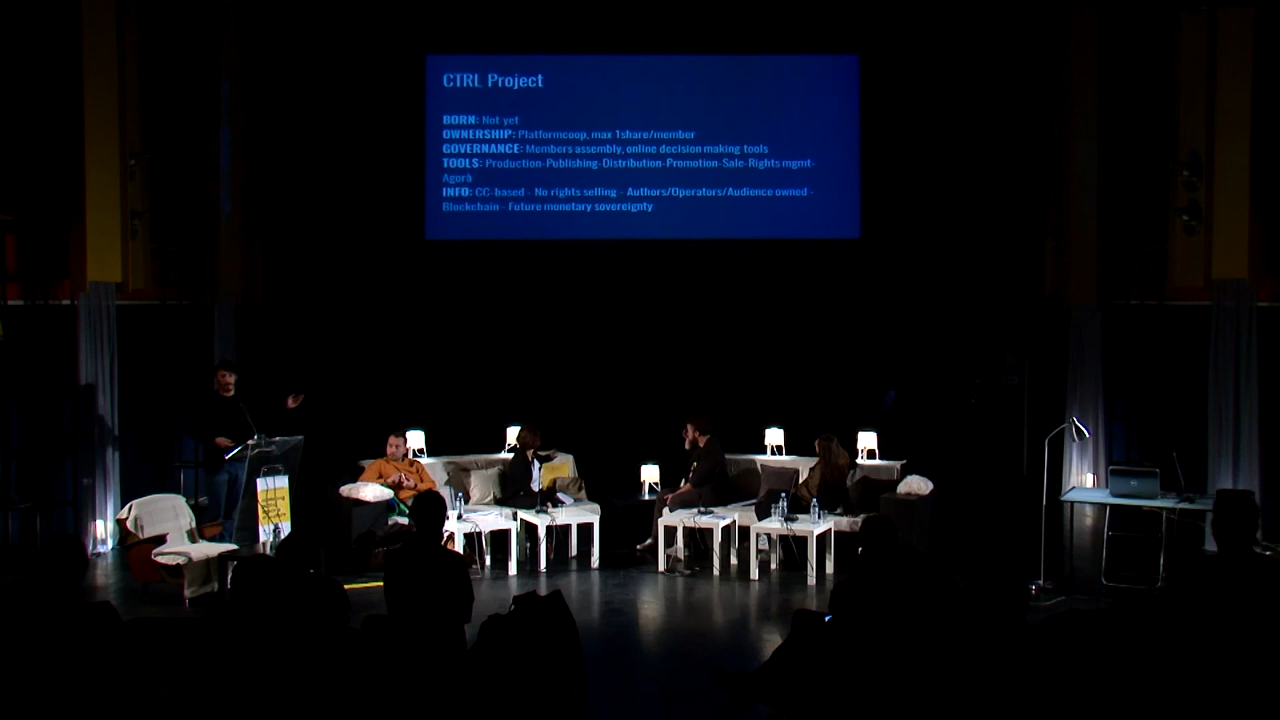 CTRL Project
BORN: Not yet
OWNERSHIP: Platformcoop, max 1share/member
GOVERNANCE: Members assembly, online decision making tools
TOOLS: Production-Publishing-Distribution-Promotion-Sale-Rights mgmt-
Agorà
INFO: CC-based - No rights selling - Authors/Operators/Audience owned -
Blockchain - Future monetary sovereignty